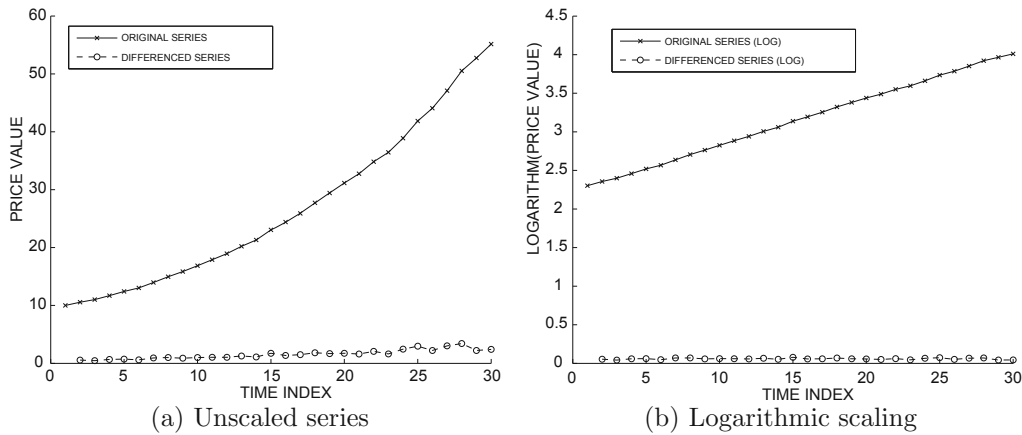 60
50
40
30
20
10
0
PRICE VALUE
ORIGINAL SERIES
DIFFERENCED SERIES
0 5 10 15 20 25 30
TIME INDEX
(a) Unscaled series
4.5
4
3.5
3
2.5
2
1.5
1
0.5
0
LOGARITHM(PRICE VALUE)
ORIGINAL SERIES (LOG)
DIFFERENCED SERIES (LOG)
0 5 10 15 20 25 30
TIME INDEX
(b) Logarithmic scaling